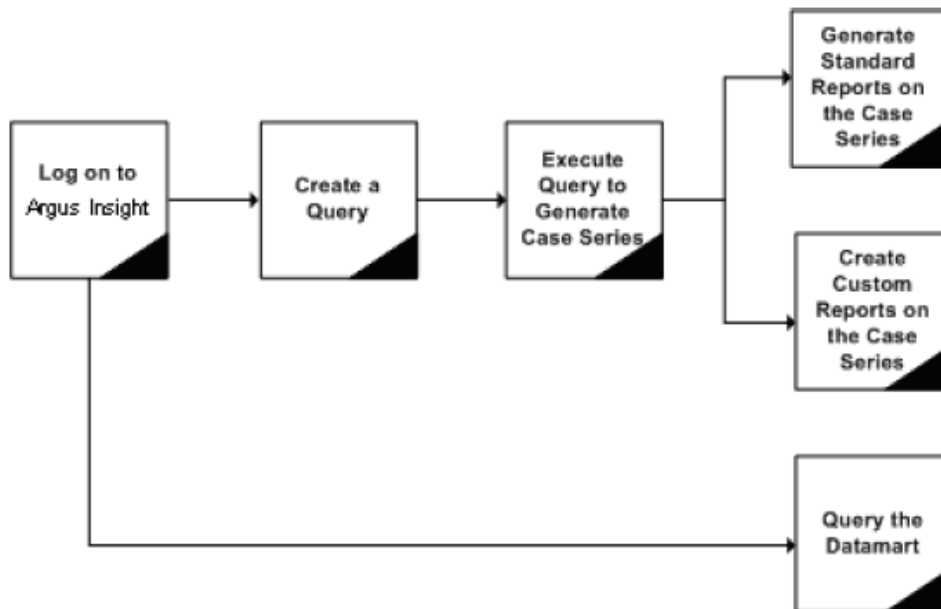 Log on to
Argus Insight
Create a
Query
Execute
Query to
Generate
Case Series
Generate
Standard
Reports on
the Case
Series
Create
Custom
Reports on
the Case
Series
Query the
Datamart